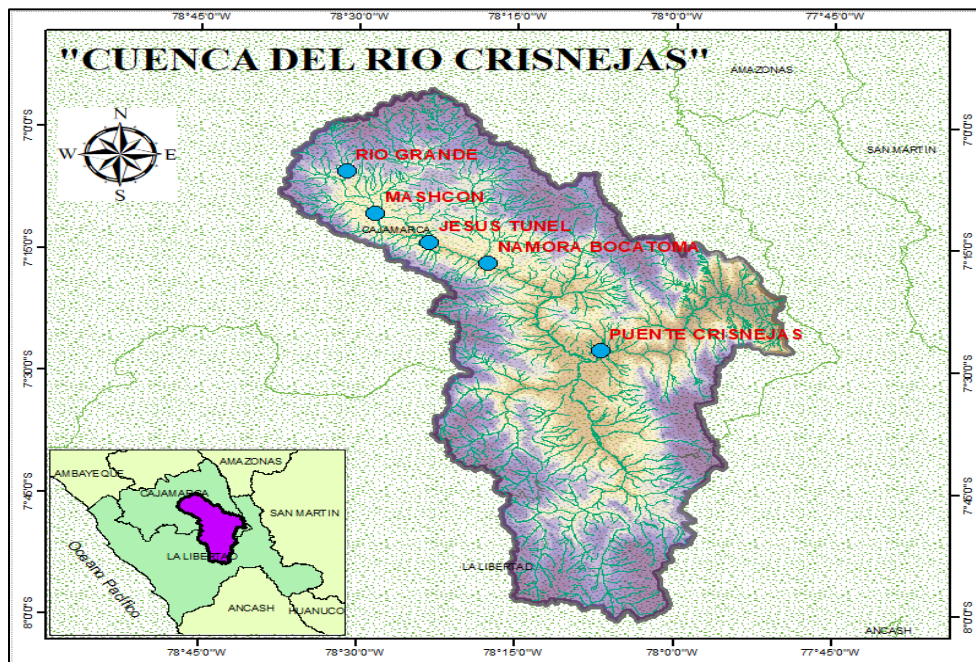 78°45'0"W 78°30'0"W 78°15'0"W 78°0'0"W 77°45'0"W
"CUENCA DEL RIO CRISNEJAS"
AMAZONAS
N
W E
S
7°0'0"S 7°0'0"S
SAN MARTIN
RIO GRANDE
MASHCON
CAJAMARCA
JESUS TUNEL
NAMORA BOCATOMA
7°15'0"S 7°15'0"S
PUENTE CRISNEJAS
7°30'0"S 7°30'0"S
AMAZONAS
AMBAYEQUE
CAJAMARCA
7°45'0"S 7°45'0"S
SAN MARTIN
Oceano Pacífico
LA LIBERTAD
LA LIBERTAD
ANCASH
HUANUCO
8°0'0"S 8°0'0"S
ANCASH
78°45'0"W 78°30'0"W 78°15'0"W 78°0'0"W 77°45'0"W